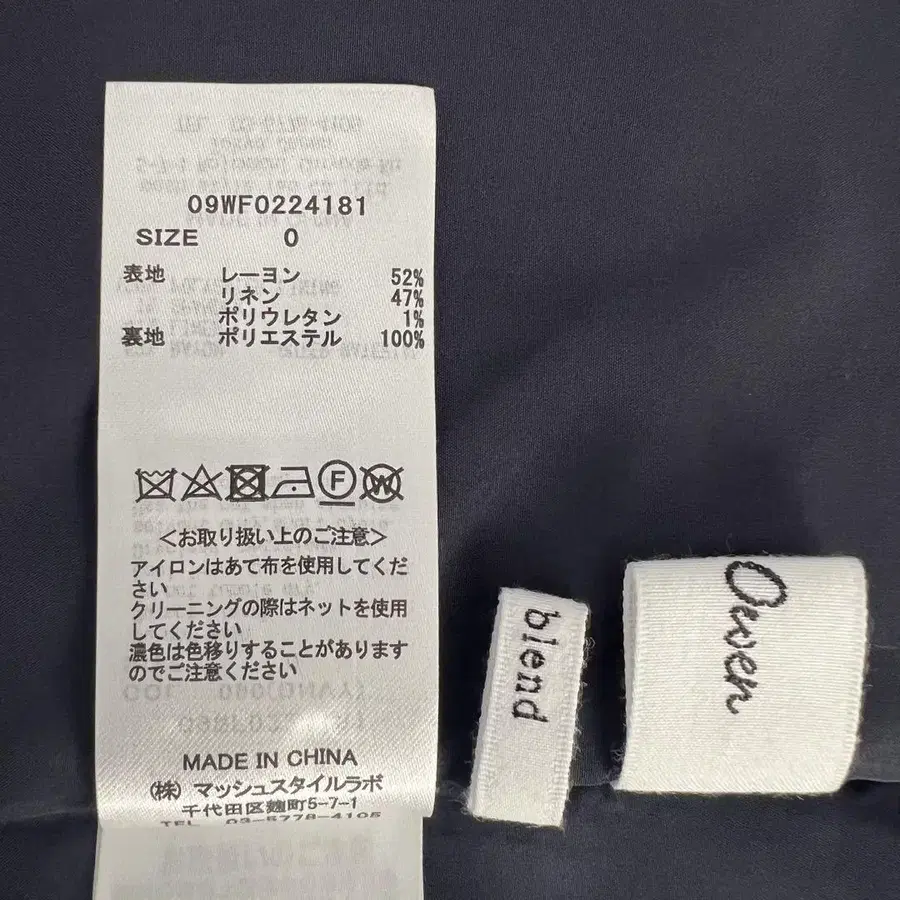 09WF0224181
SIZE 0
表地 レーヨン 52%
リネン 47%
ポリウレタン 1%
裏地 ポリエステル 100%
F W
<お取り扱い上のご注意>
アイロンはあて布を使用してくだ
さい
クリーニングの際はネットを使用
してください
濃色は色移りすることがあります
のでご注意ください
MADE IN CHINA
(株) マッシュスタイルラボ
千代田区麹町5-7-1
TEL 03-5778-4105
blend
Owen